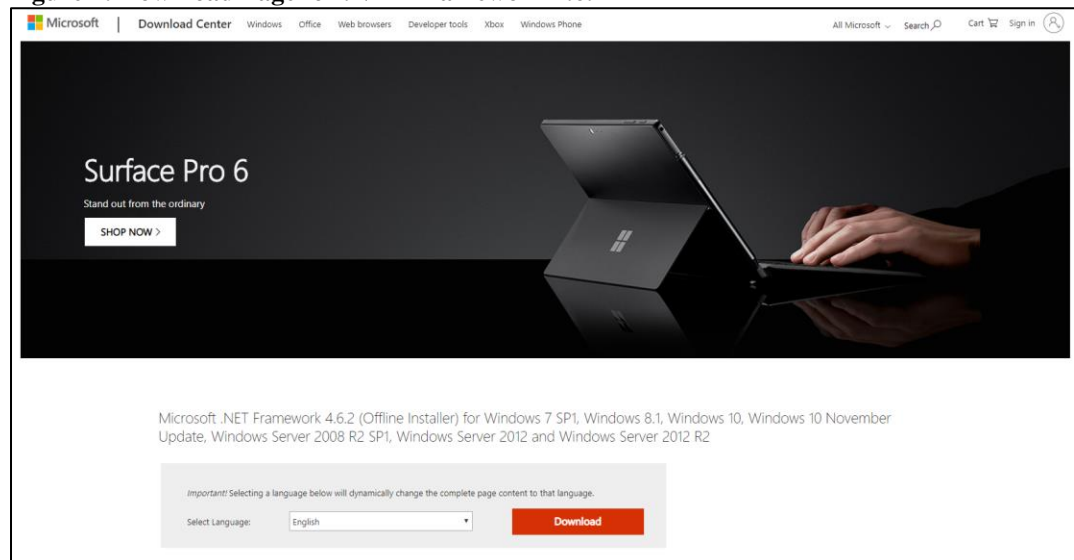 Microsoft | Download Center Windows Office Web browsers Developer tools Xbox Windows Phone All Microsoft Search Cart Sign in
Surface Pro 6
Stand out from the ordinary
SHOP NOW >
Microsoft .NET Framework 4.6.2 (Offline Installer) for Windows 7 SP1, Windows 8.1, Windows 10, Windows 10 November
Update, Windows Server 2008 R2 SP1, Windows Server 2012 and Windows Server 2012 R2
Important! Selecting a language below will dynamically change the complete page content to that language.
Select Language: English Download